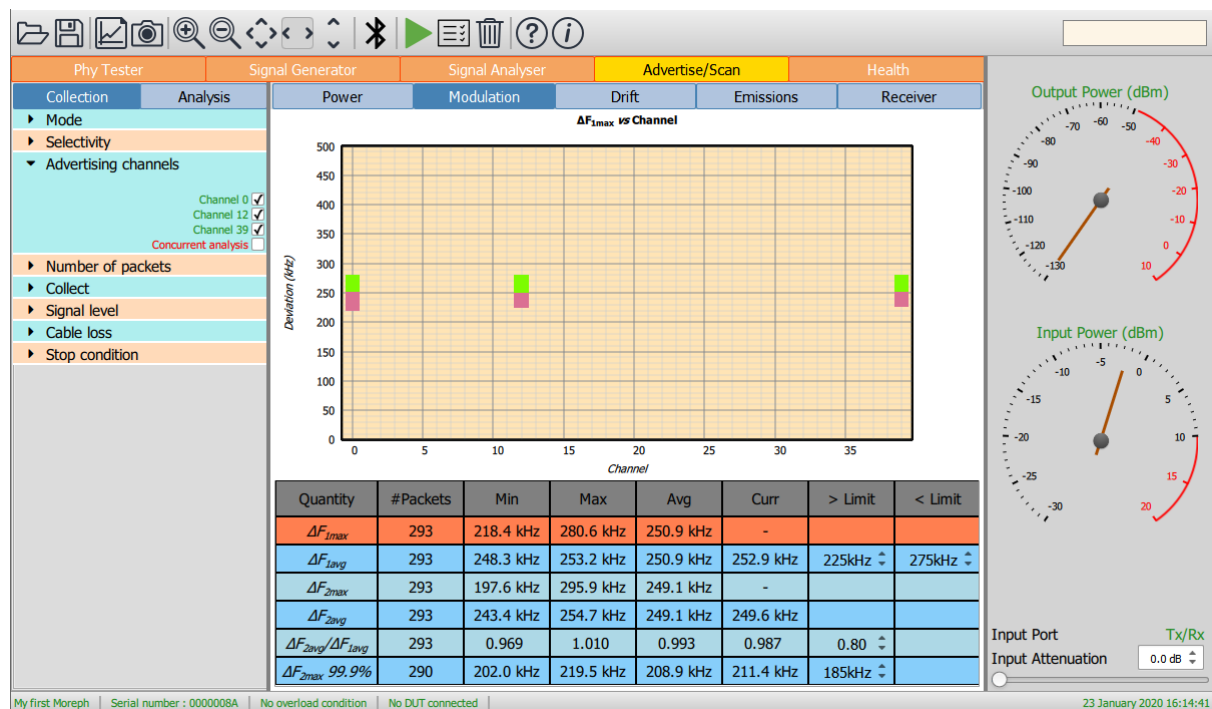 Phy Tester Signal Generator Signal Analyser Advertise/Scan Health
Collection Analysis
Mode
Selectivity
Advertising channels
Channel 0
Channel 12
Channel 39
Concurrent analysis
Number of packets
Collect
Signal level
Cable loss
Stop condition
Power Modulation Drift Emissions Receiver
ΔF1max vs Channel
Deviation (kHz)
500
450
400
350
300
250
200
150
100
50
0
0 5 10 15 20 25 30 35
Channel
Quantity #Packets Min Max Avg Curr > Limit < Limit
ΔF1max 293 218.4 kHz 280.6 kHz 250.9 kHz -
ΔF1avg 293 248.3 kHz 253.2 kHz 250.9 kHz 252.9 kHz 225kHz 275kHz
ΔF2max 293 197.6 kHz 295.9 kHz 249.1 kHz -
ΔF2avg 293 243.4 kHz 254.7 kHz 249.1 kHz 249.6 kHz
ΔF2avg/ΔF1avg 293 0.969 1.010 0.993 0.987 0.80
ΔF2max 99.9% 290 202.0 kHz 219.5 kHz 208.9 kHz 211.4 kHz 185kHz
Output Power (dBm)
-130 -120 -110 -100 -90 -80 -70 -60 -50 -40 -30 -20 -10 0 10
Input Power (dBm)
-30 -25 -20 -15 -10 -5 0 5 10 15 20
Input Port Tx/Rx
Input Attenuation 0.0 dB
My first Moreph Serial number : 0000008A No overload condition No DUT connected 23 January 2020 16:14:41